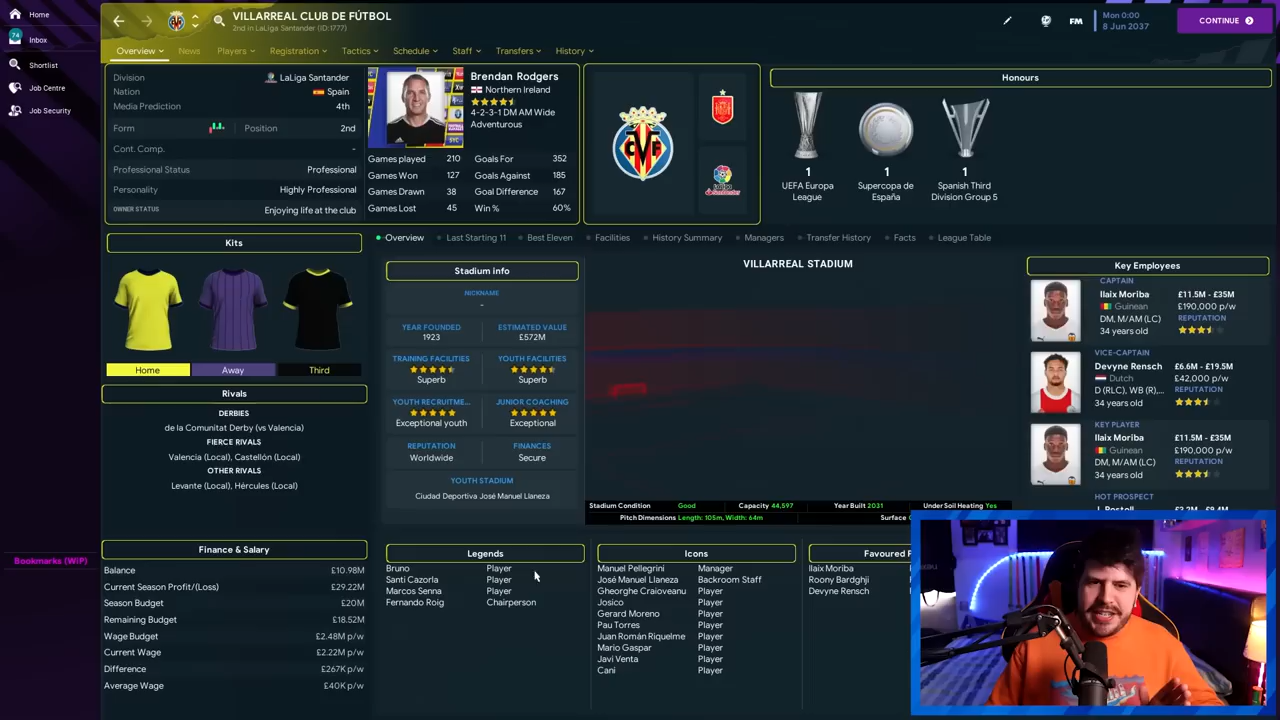 Home
74
Inbox
Shortlist
Job Centre
Job Security
Bookmarks (WiP)
VILLARREAL CLUB DE FÚTBOL
2nd in LaLiga Santander (ID:1777)
FM
Mon 0:00
8 Jun 2037
CONTINUE
Overview
News
Players
Registration
Tactics
Schedule
Staff
Transfers
History
Division
LaLiga Santander
Nation
Spain
Media Prediction
4th
Form
Position
2nd
Cont. Comp.
-
Professional Status
Professional
Personality
Highly Professional
OWNER STATUS
Enjoying life at the club
Brendan Rodgers
Northern Ireland
4-2-3-1 DM AM Wide
Adventurous
Games played 210
Goals For 352
Games Won 127
Goals Against 185
Games Drawn 38
Goal Difference 167
Games Lost 45
Win % 60%
Honours
1
UEFA Europa
League
1
Supercopa de
España
1
Spanish Third
Division Group 5
Kits
Home
Away
Third
Rivals
DERBIES
de la Comunitat Derby (vs Valencia)
FIERCE RIVALS
Valencia (Local), Castellón (Local)
OTHER RIVALS
Levante (Local), Hércules (Local)
Finance & Salary
Balance £10.98M
Current Season Profit/(Loss) £29.22M
Season Budget £20M
Remaining Budget £18.52M
Wage Budget £2.48M p/w
Current Wage £2.22M p/w
Difference £267K p/w
Average Wage £40K p/w
Overview
Last Starting 11
Best Eleven
Facilities
History Summary
Managers
Transfer History
Facts
League Table
Stadium info
NICKNAME
-
YEAR FOUNDED
1923
ESTIMATED VALUE
£572M
TRAINING FACILITIES
Superb
YOUTH FACILITIES
Superb
YOUTH RECRUITME...
Exceptional youth
JUNIOR COACHING
Exceptional
REPUTATION
Worldwide
FINANCES
Secure
YOUTH STADIUM
Ciudad Deportiva José Manuel Llaneza
VILLARREAL STADIUM
Stadium Condition Good
Capacity 44,597
Year Built 2031
Under Soil Heating Yes
Pitch Dimensions Length: 105m, Width: 64m
Surface
Key Employees
CAPTAIN
Ilaix Moriba
Guinean
DM, M/AM (LC)
34 years old
£11.5M - £35M
£190,000 p/w
REPUTATION
VICE-CAPTAIN
Devyne Rensch
Dutch
D (RLC), WB (R),...
34 years old
£6.6M - £19.5M
£42,000 p/w
REPUTATION
KEY PLAYER
Ilaix Moriba
Guinean
DM, M/AM (LC)
34 years old
£11.5M - £35M
£190,000 p/w
REPUTATION
HOT PROSPECT
Legends
Bruno Player
Santi Cazorla Player
Marcos Senna Player
Fernando Roig Chairperson
Icons
Manuel Pellegrini Manager
José Manuel Llaneza Backroom Staff
Gheorghe Craioveanu Player
Josico Player
Gerard Moreno Player
Pau Torres Player
Juan Román Riquelme Player
Mario Gaspar Player
Javi Venta Player
Cani Player
Favoured
Ilaix Moriba
Roony Bardghji
Devyne Rensch